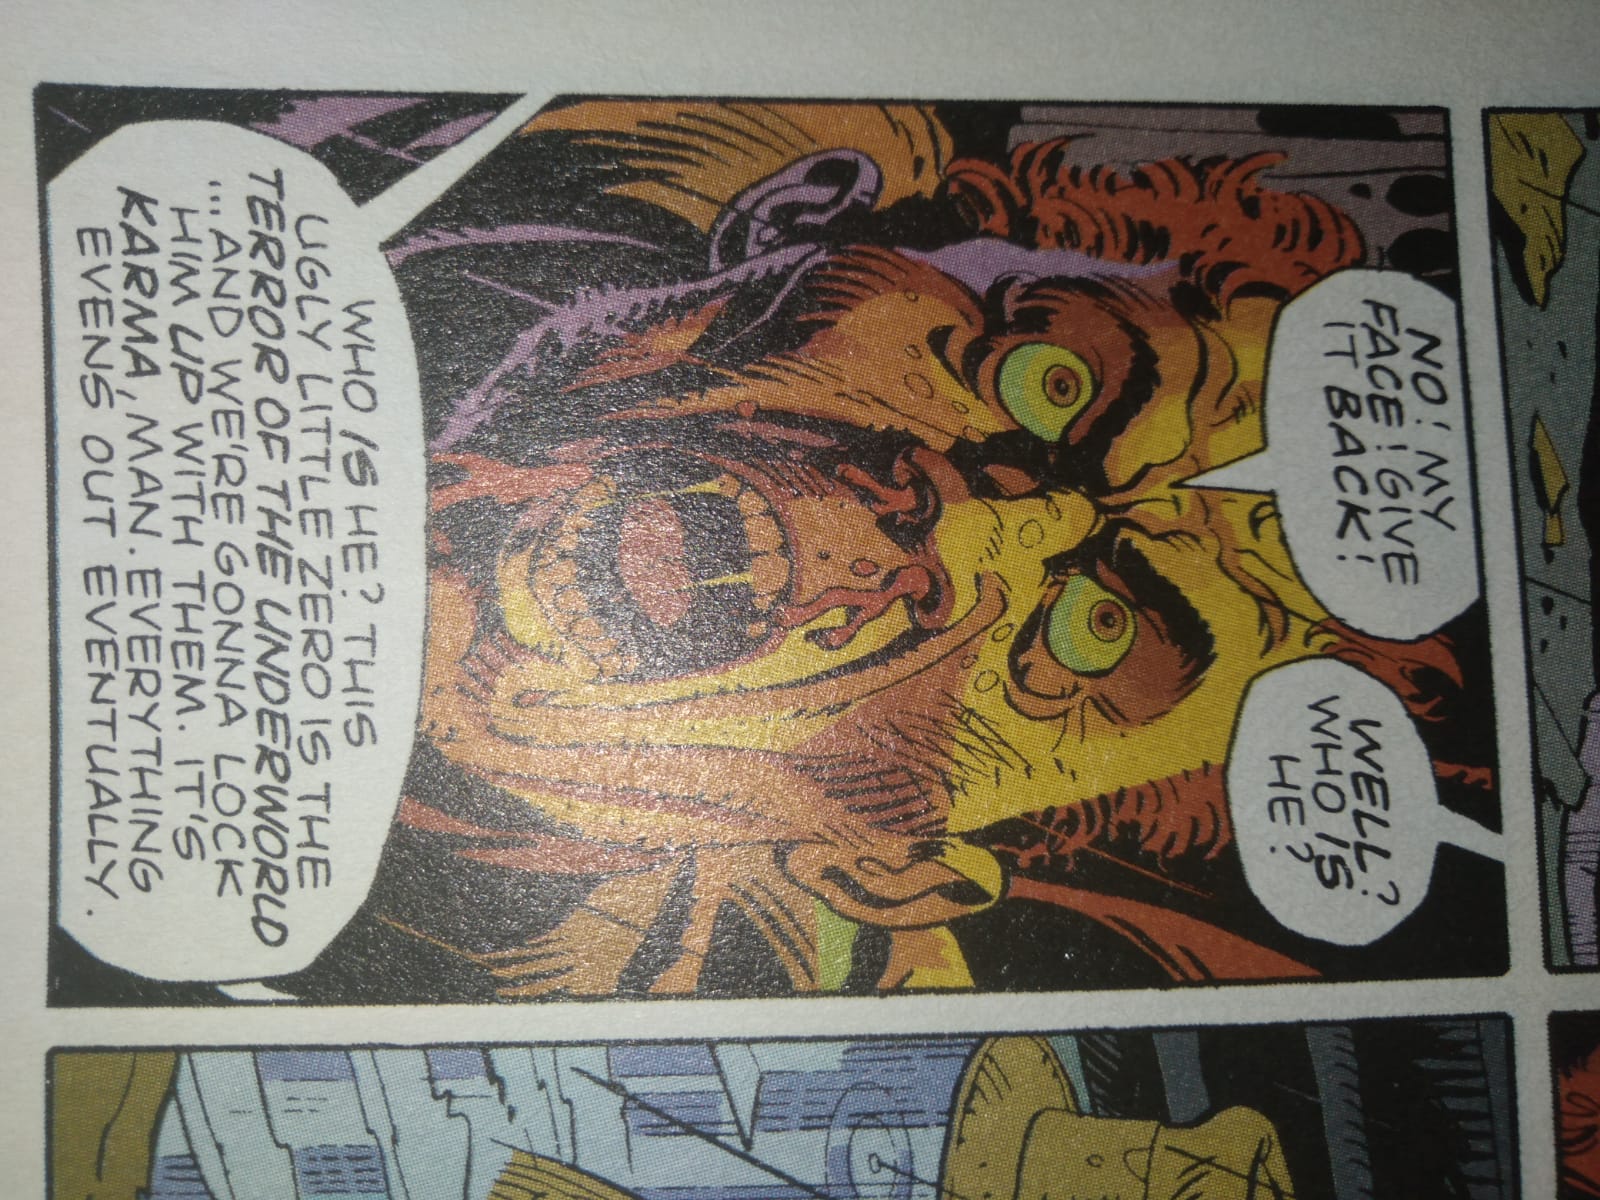 NO! MY
FACE! GIVE
IT BACK!
WELL?
WHO IS
HE?
WHO IS HE? THIS
UGLY LITTLE ZERO IS THE
TERROR OF THE UNDERWORLD
...AND WE'RE GONNA LOCK
HIM UP WITH THEM. IT'S
KARMA, MAN. EVERYTHING
EVENS OUT EVENTUALLY.